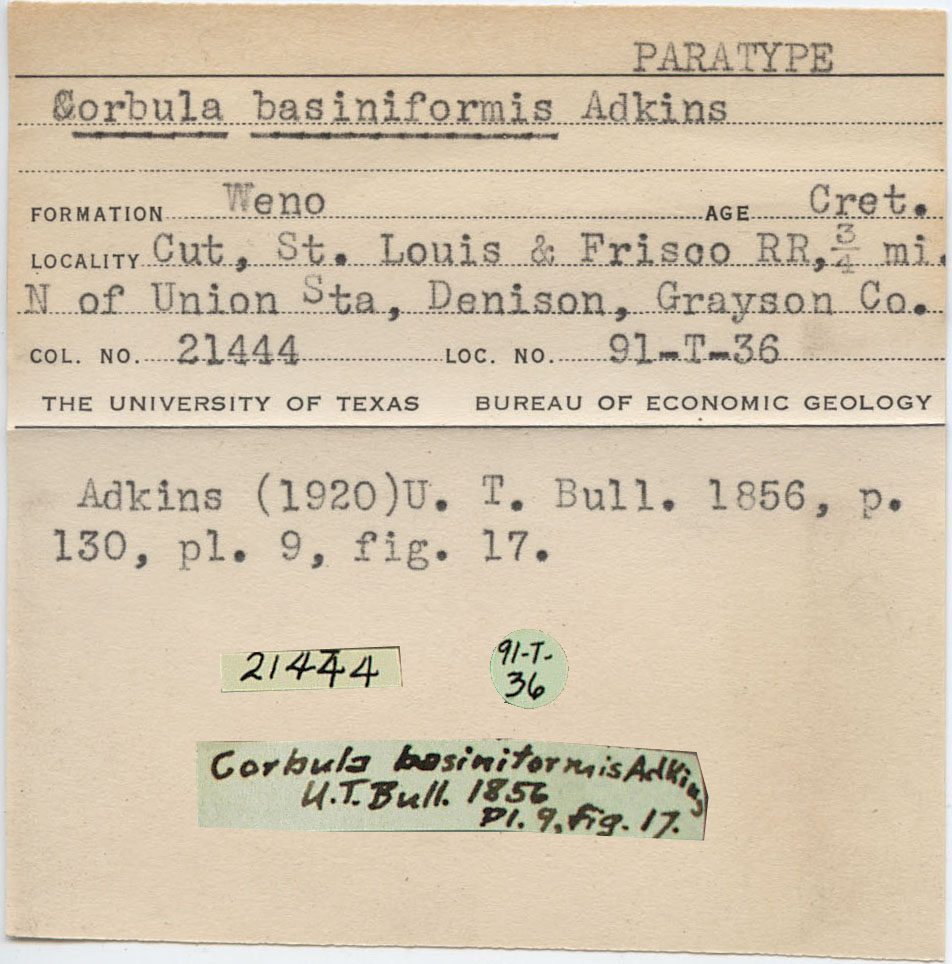 PARATYPE
Corbula basiniformis Adkins
FORMATION Weno AGE Cret.
LOCALITY Cut, St. Louis & Frisco RR, 3/4 mi.
N of Union Sta, Denison, Grayson Co.
COL. NO. 21444 LOC. NO. 91-T-36
THE UNIVERSITY OF TEXAS BUREAU OF ECONOMIC GEOLOGY
Adkins (1920)U. T. Bull. 1856, p.
130, pl. 9, fig. 17.
21444
91-T-
36
Corbula basiniformis Adkins
U.T. Bull. 1856
Pl. 9, fig. 17.